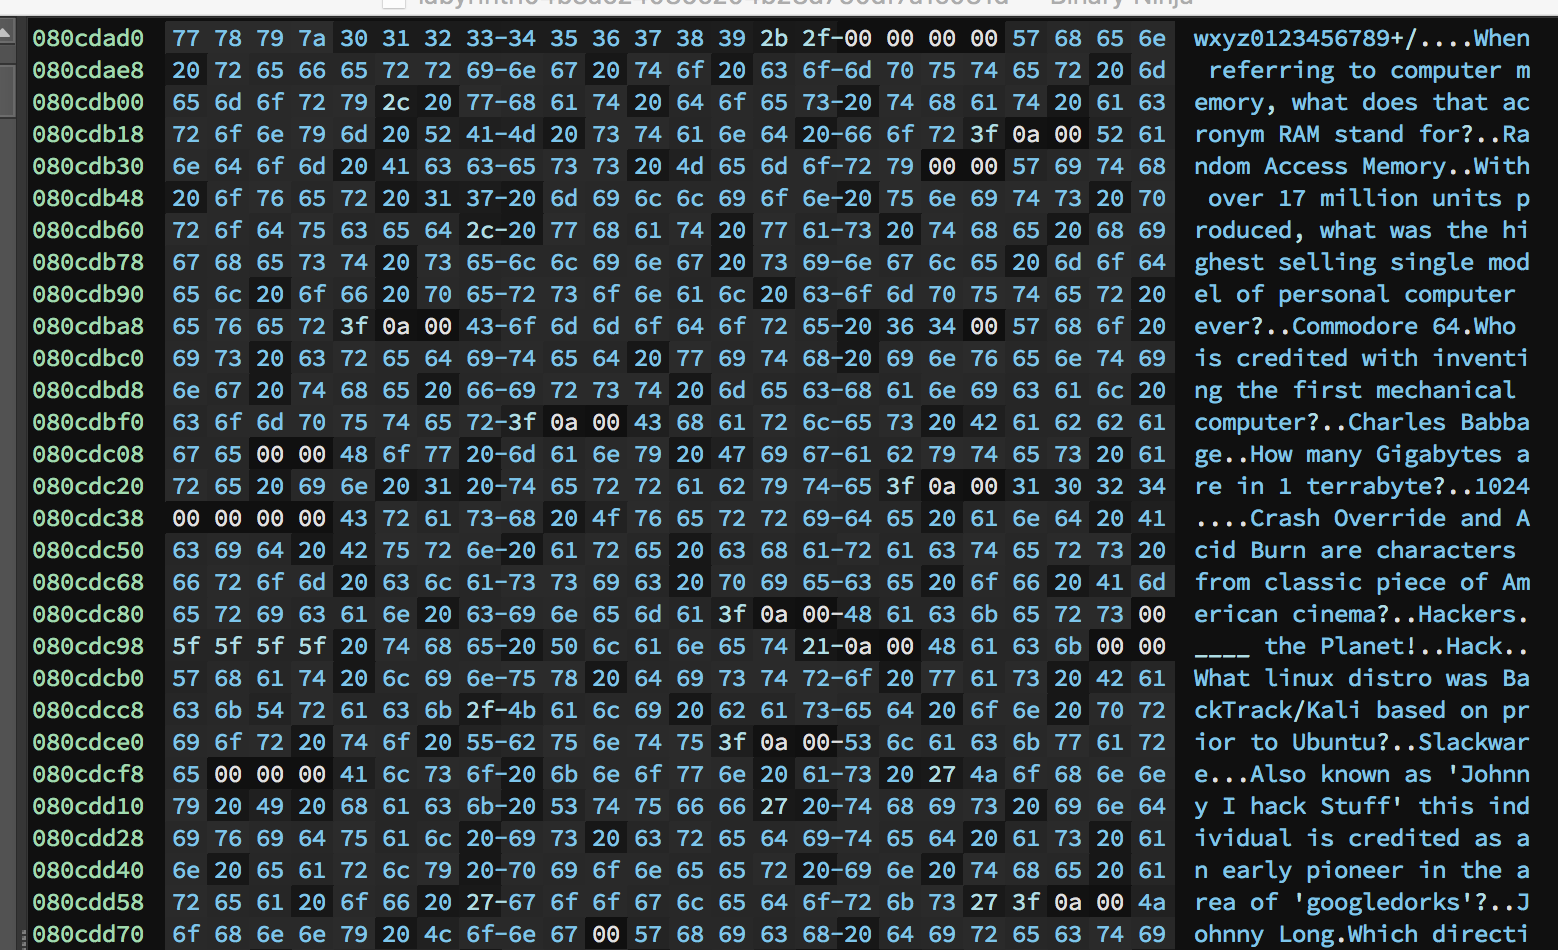 080cdad0 77 78 79 7a 30 31 32 33-34 35 36 37 38 39 2b 2f-00 00 00 00 57 68 65 6e wxyz0123456789+/....When
080cdae8 20 72 65 66 65 72 72 69-6e 67 20 74 6f 20 63 6f-6d 70 75 74 65 72 20 6d  referring to computer m
080cdb00 65 6d 6f 72 79 2c 20 77-68 61 74 20 64 6f 65 73-20 74 68 61 74 20 61 63 emory, what does that ac
080cdb18 72 6f 6e 79 6d 20 52 41-4d 20 73 74 61 6e 64 20-66 6f 72 3f 0a 00 52 61 ronym RAM stand for?..Ra
080cdb30 6e 64 6f 6d 20 41 63 63-65 73 73 20 4d 65 6d 6f-72 79 00 00 57 69 74 68 ndom Access Memory..With
080cdb48 20 6f 76 65 72 20 31 37-20 6d 69 6c 6c 69 6f 6e-20 75 6e 69 74 73 20 70  over 17 million units p
080cdb60 72 6f 64 75 63 65 64 2c-20 77 68 61 74 20 77 61-73 20 74 68 65 20 68 69 roduced, what was the hi
080cdb78 67 68 65 73 74 20 73 65-6c 6c 69 6e 67 20 73 69-6e 67 6c 65 20 6d 6f 64 ghest selling single mod
080cdb90 65 6c 20 6f 66 20 70 65-72 73 6f 6e 61 6c 20 63-6f 6d 70 75 74 65 72 20 el of personal computer
080cdba8 65 76 65 72 3f 0a 00 43-6f 6d 6d 6f 64 6f 72 65-20 36 34 00 57 68 6f 20 ever?..Commodore 64.Who
080cdbc0 69 73 20 63 72 65 64 69-74 65 64 20 77 69 74 68-20 69 6e 76 65 6e 74 69 is credited with inventi
080cdbd8 6e 67 20 74 68 65 20 66-69 72 73 74 20 6d 65 63-68 61 6e 69 63 61 6c 20 ng the first mechanical
080cdbf0 63 6f 6d 70 75 74 65 72-3f 0a 00 43 68 61 72 6c-65 73 20 42 61 62 62 61 computer?..Charles Babba
080cdc08 67 65 00 00 48 6f 77 20-6d 61 6e 79 20 47 69 67-61 62 79 74 65 73 20 61 ge..How many Gigabytes a
080cdc20 72 65 20 69 6e 20 31 20-74 65 72 72 61 62 79 74-65 3f 0a 00 31 30 32 34 re in 1 terrabyte?..1024
080cdc38 00 00 00 00 43 72 61 73-68 20 4f 76 65 72 72 69-64 65 20 61 6e 64 20 41 ....Crash Override and A
080cdc50 63 69 64 20 42 75 72 6e-20 61 72 65 20 63 68 61-72 61 63 74 65 72 73 20 cid Burn are characters
080cdc68 66 72 6f 6d 20 63 6c 61-73 73 69 63 20 70 69 65-63 65 20 6f 66 20 41 6d from classic piece of Am
080cdc80 65 72 69 63 61 6e 20 63-69 6e 65 6d 61 3f 0a 00-48 61 63 6b 65 72 73 00 erican cinema?..Hackers.
080cdc98 5f 5f 5f 5f 20 74 68 65-20 50 6c 61 6e 65 74 21-0a 00 48 61 63 6b 00 00 ____ the Planet!..Hack..
080cdcb0 57 68 61 74 20 6c 69 6e-75 78 20 64 69 73 74 72-6f 20 77 61 73 20 42 61 What linux distro was Ba
080cdcc8 63 6b 54 72 61 63 6b 2f-4b 61 6c 69 20 62 61 73-65 64 20 6f 6e 20 70 72 ckTrack/Kali based on pr
080cdce0 69 6f 72 20 74 6f 20 55-62 75 6e 74 75 3f 0a 00-53 6c 61 63 6b 77 61 72 ior to Ubuntu?..Slackwar
080cdcf8 65 00 00 00 41 6c 73 6f-20 6b 6e 6f 77 6e 20 61-73 20 27 4a 6f 68 6e 6e e...Also known as 'Johnn
080cdd10 79 20 49 20 68 61 63 6b-20 53 74 75 66 66 27 20-74 68 69 73 20 69 6e 64 y I hack Stuff' this ind
080cdd28 69 76 69 64 75 61 6c 20-69 73 20 63 72 65 64 69-74 65 64 20 61 73 20 61 ividual is credited as a
080cdd40 6e 20 65 61 72 6c 79 20-70 69 6f 6e 65 65 72 20-69 6e 20 74 68 65 20 61 n early pioneer in the a
080cdd58 72 65 61 20 6f 66 20 27-67 6f 6f 67 6c 65 64 6f-72 6b 73 27 3f 0a 00 4a rea of 'googledorks'?..J
080cdd70 6f 68 6e 6e 79 20 4c 6f-6e 67 00 57 68 69 63 68-20 64 69 72 65 63 74 69 ohnny Long.Which directi